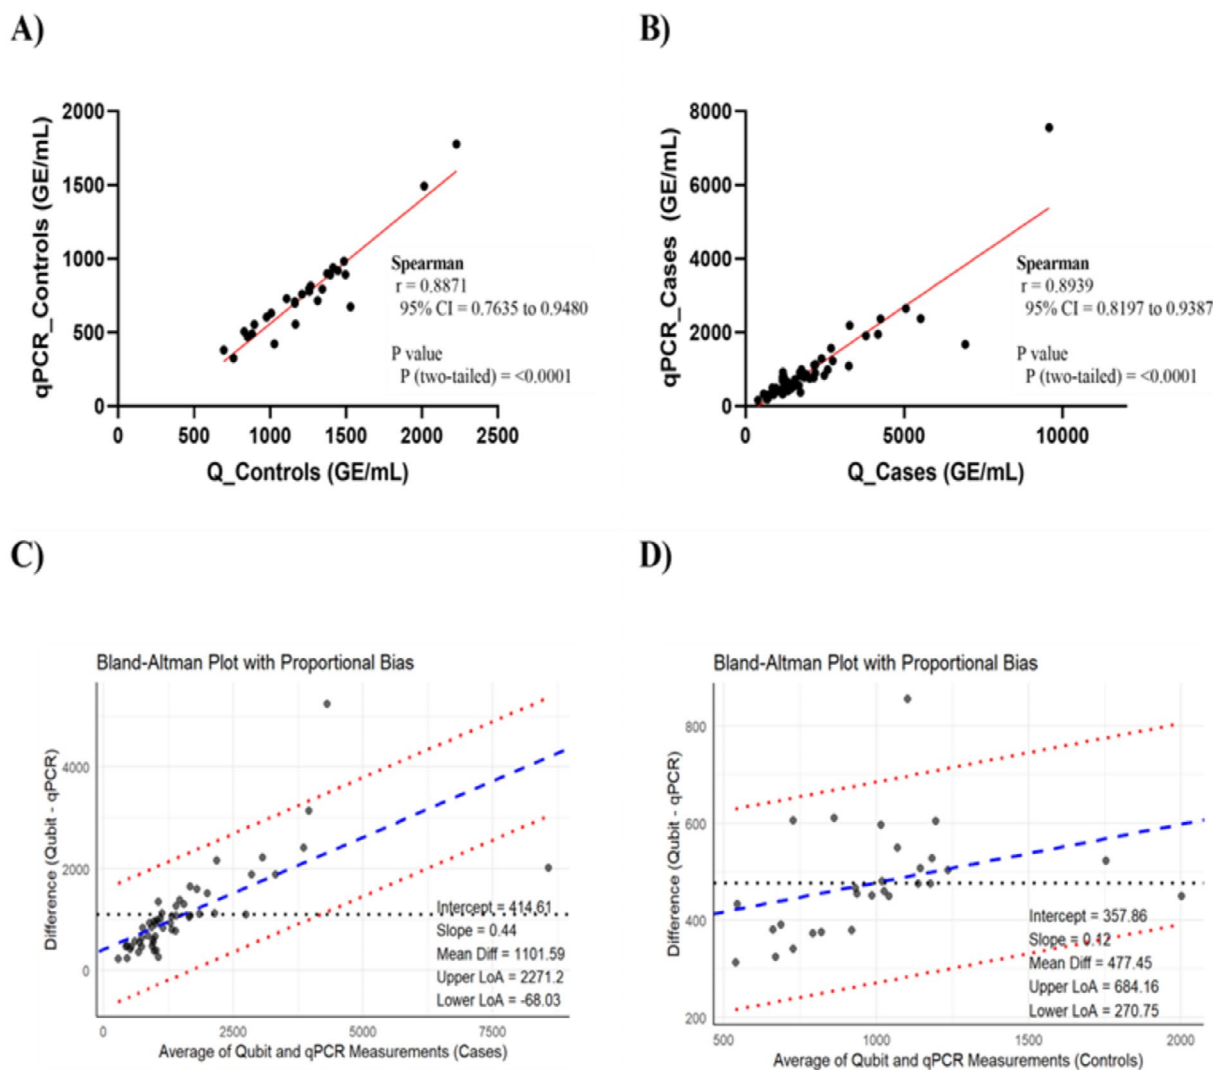 A)
B)
2000
1500
1000
500
0
qPCR_Controls (GE/mL)
Spearman
r = 0.8871
95% CI = 0.7635 to 0.9480
P value
P (two-tailed) = <0.0001
0 500 1000 1500 2000 2500
Q_Controls (GE/mL)
8000
6000
4000
2000
0
qPCR_Cases (GE/mL)
Spearman
r = 0.8939
95% CI = 0.8197 to 0.9387
P value
P (two-tailed) = <0.0001
0 5000 10000
Q_Cases (GE/mL)
C)
D)
Bland-Altman Plot with Proportional Bias
Difference (Qubit - qPCR)
4000
2000
0
Intercept = 414.61
Slope = 0.44
Mean Diff = 1101.59
Upper LoA = 2271.2
Lower LoA = -68.03
0 2500 5000 7500
Average of Qubit and qPCR Measurements (Cases)
Bland-Altman Plot with Proportional Bias
Difference (Qubit - qPCR)
800
600
400
200
Intercept = 357.86
Slope = 0.12
Mean Diff = 477.45
Upper LoA = 684.16
Lower LoA = 270.75
500 1000 1500 2000
Average of Qubit and qPCR Measurements (Controls)